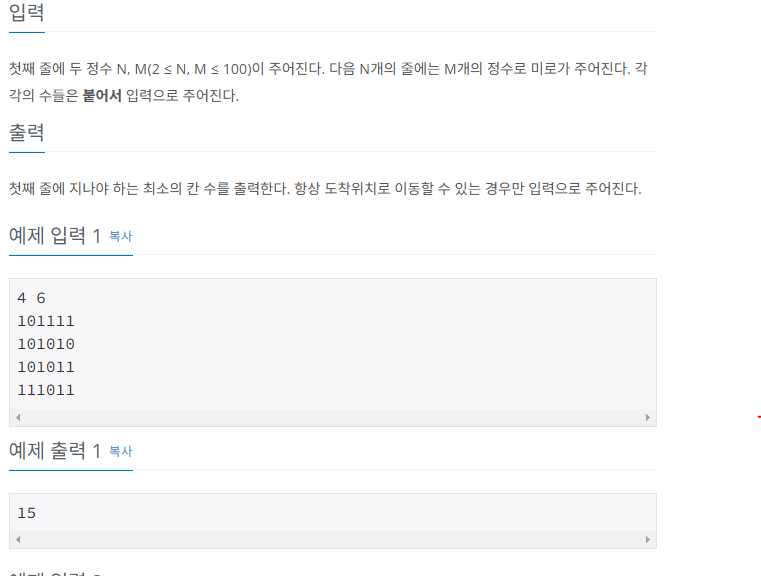 입력
첫째 줄에 두 정수 N, M(2 ≤ N, M ≤ 100)이 주어진다. 다음 N개의 줄에는 M개의 정수로 미로가 주어진다. 각
각의 수들은 붙어서 입력으로 주어진다.
출력
첫째 줄에 지나야 하는 최소의 칸 수를 출력한다. 항상 도착위치로 이동할 수 있는 경우만 입력으로 주어진다.
예제 입력 1 복사
4 6
101111
101010
101011
111011
예제 출력 1 복사
15